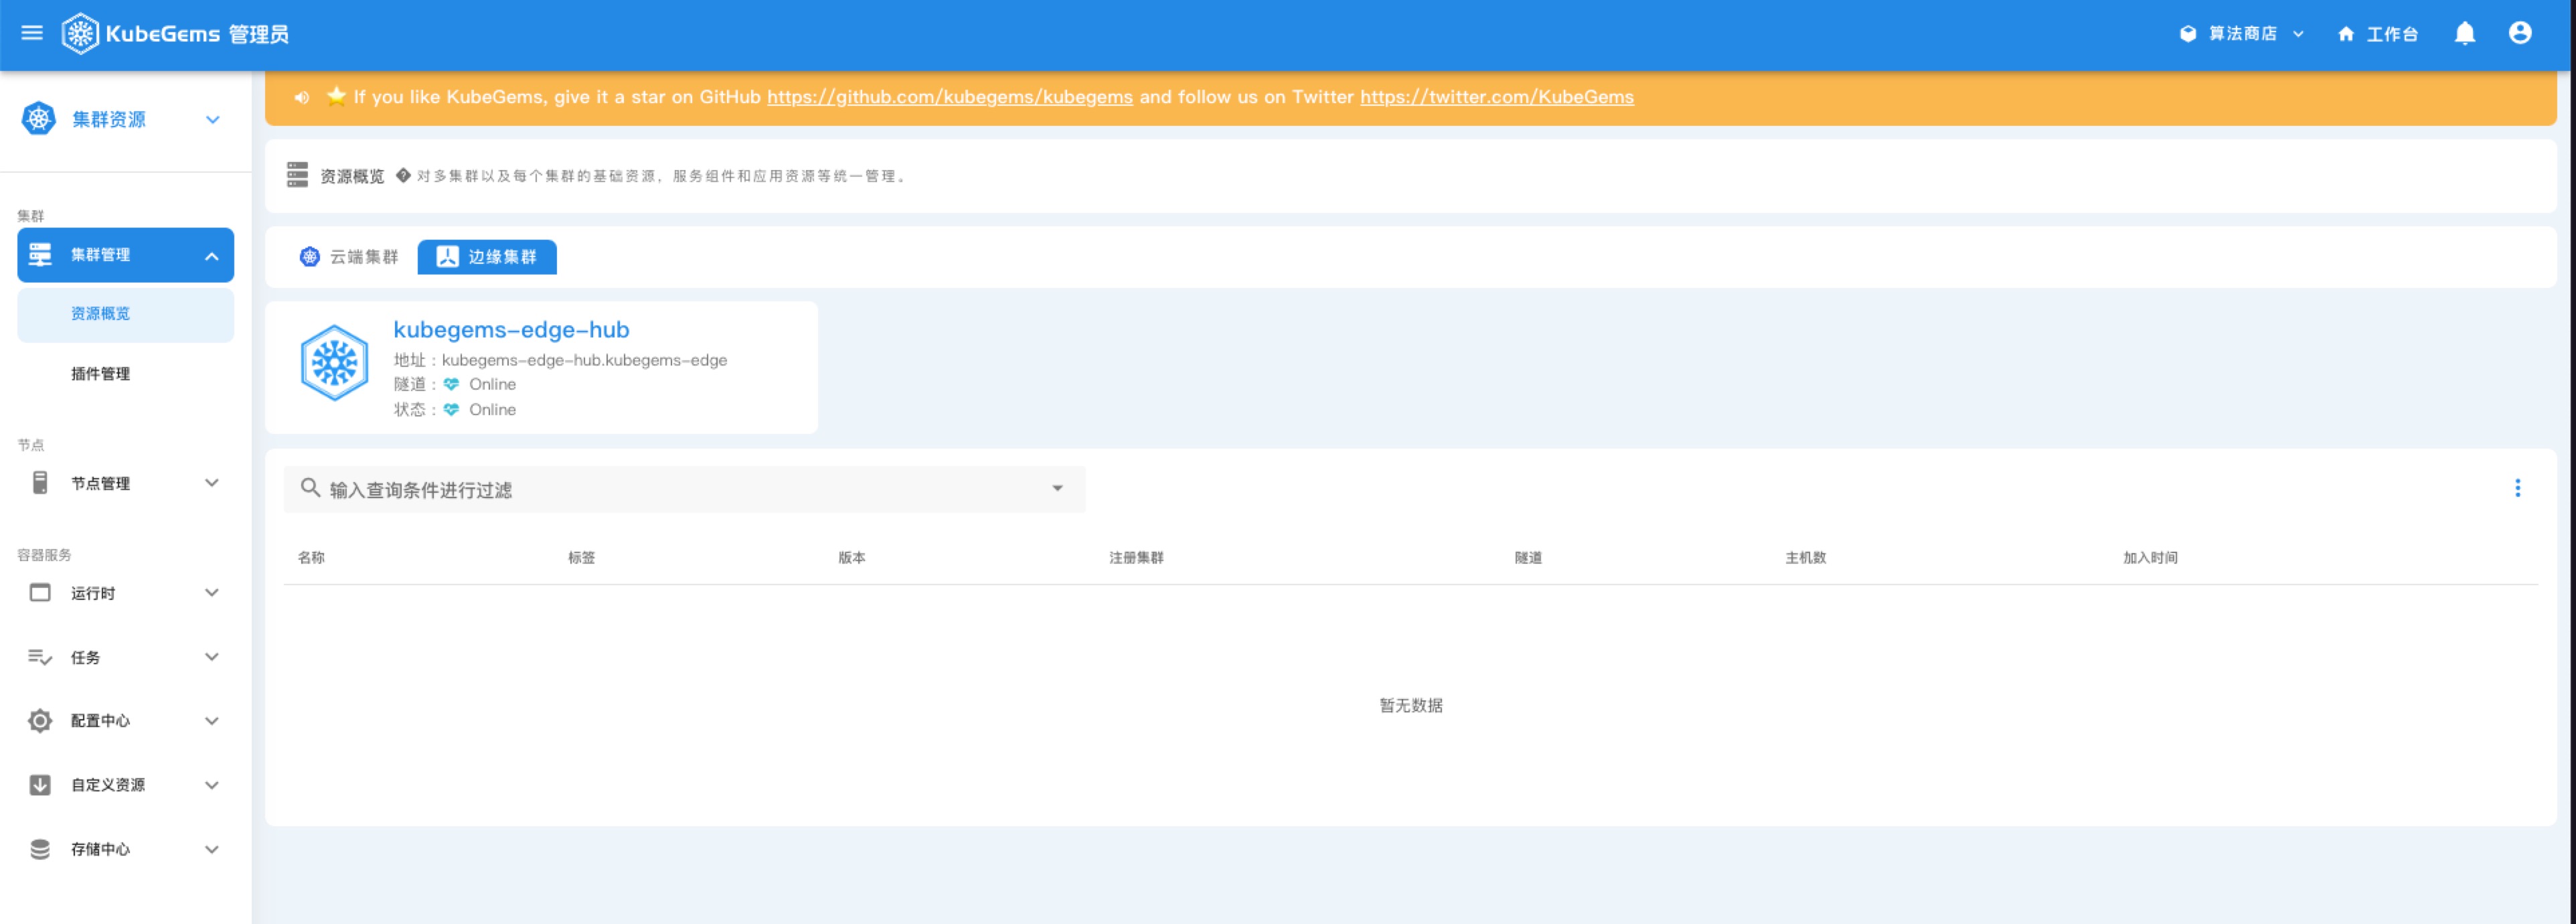 KubeGems 管理员
算法商店
工作台
集群资源
If you like KubeGems, give it a star on GitHub https://github.com/kubegems/kubegems and follow us on Twitter https://twitter.com/KubeGems
资源概览 对多集群以及每个集群的基础资源，服务组件和应用资源等统一管理。
集群
集群管理
资源概览
插件管理
节点
节点管理
容器服务
运行时
任务
配置中心
自定义资源
存储中心
云端集群
边缘集群
kubegems-edge-hub
地址：kubegems-edge-hub.kubegems-edge
隧道： Online
状态： Online
输入查询条件进行过滤
名称 标签 版本 注册集群 隧道 主机数 加入时间
暂无数据